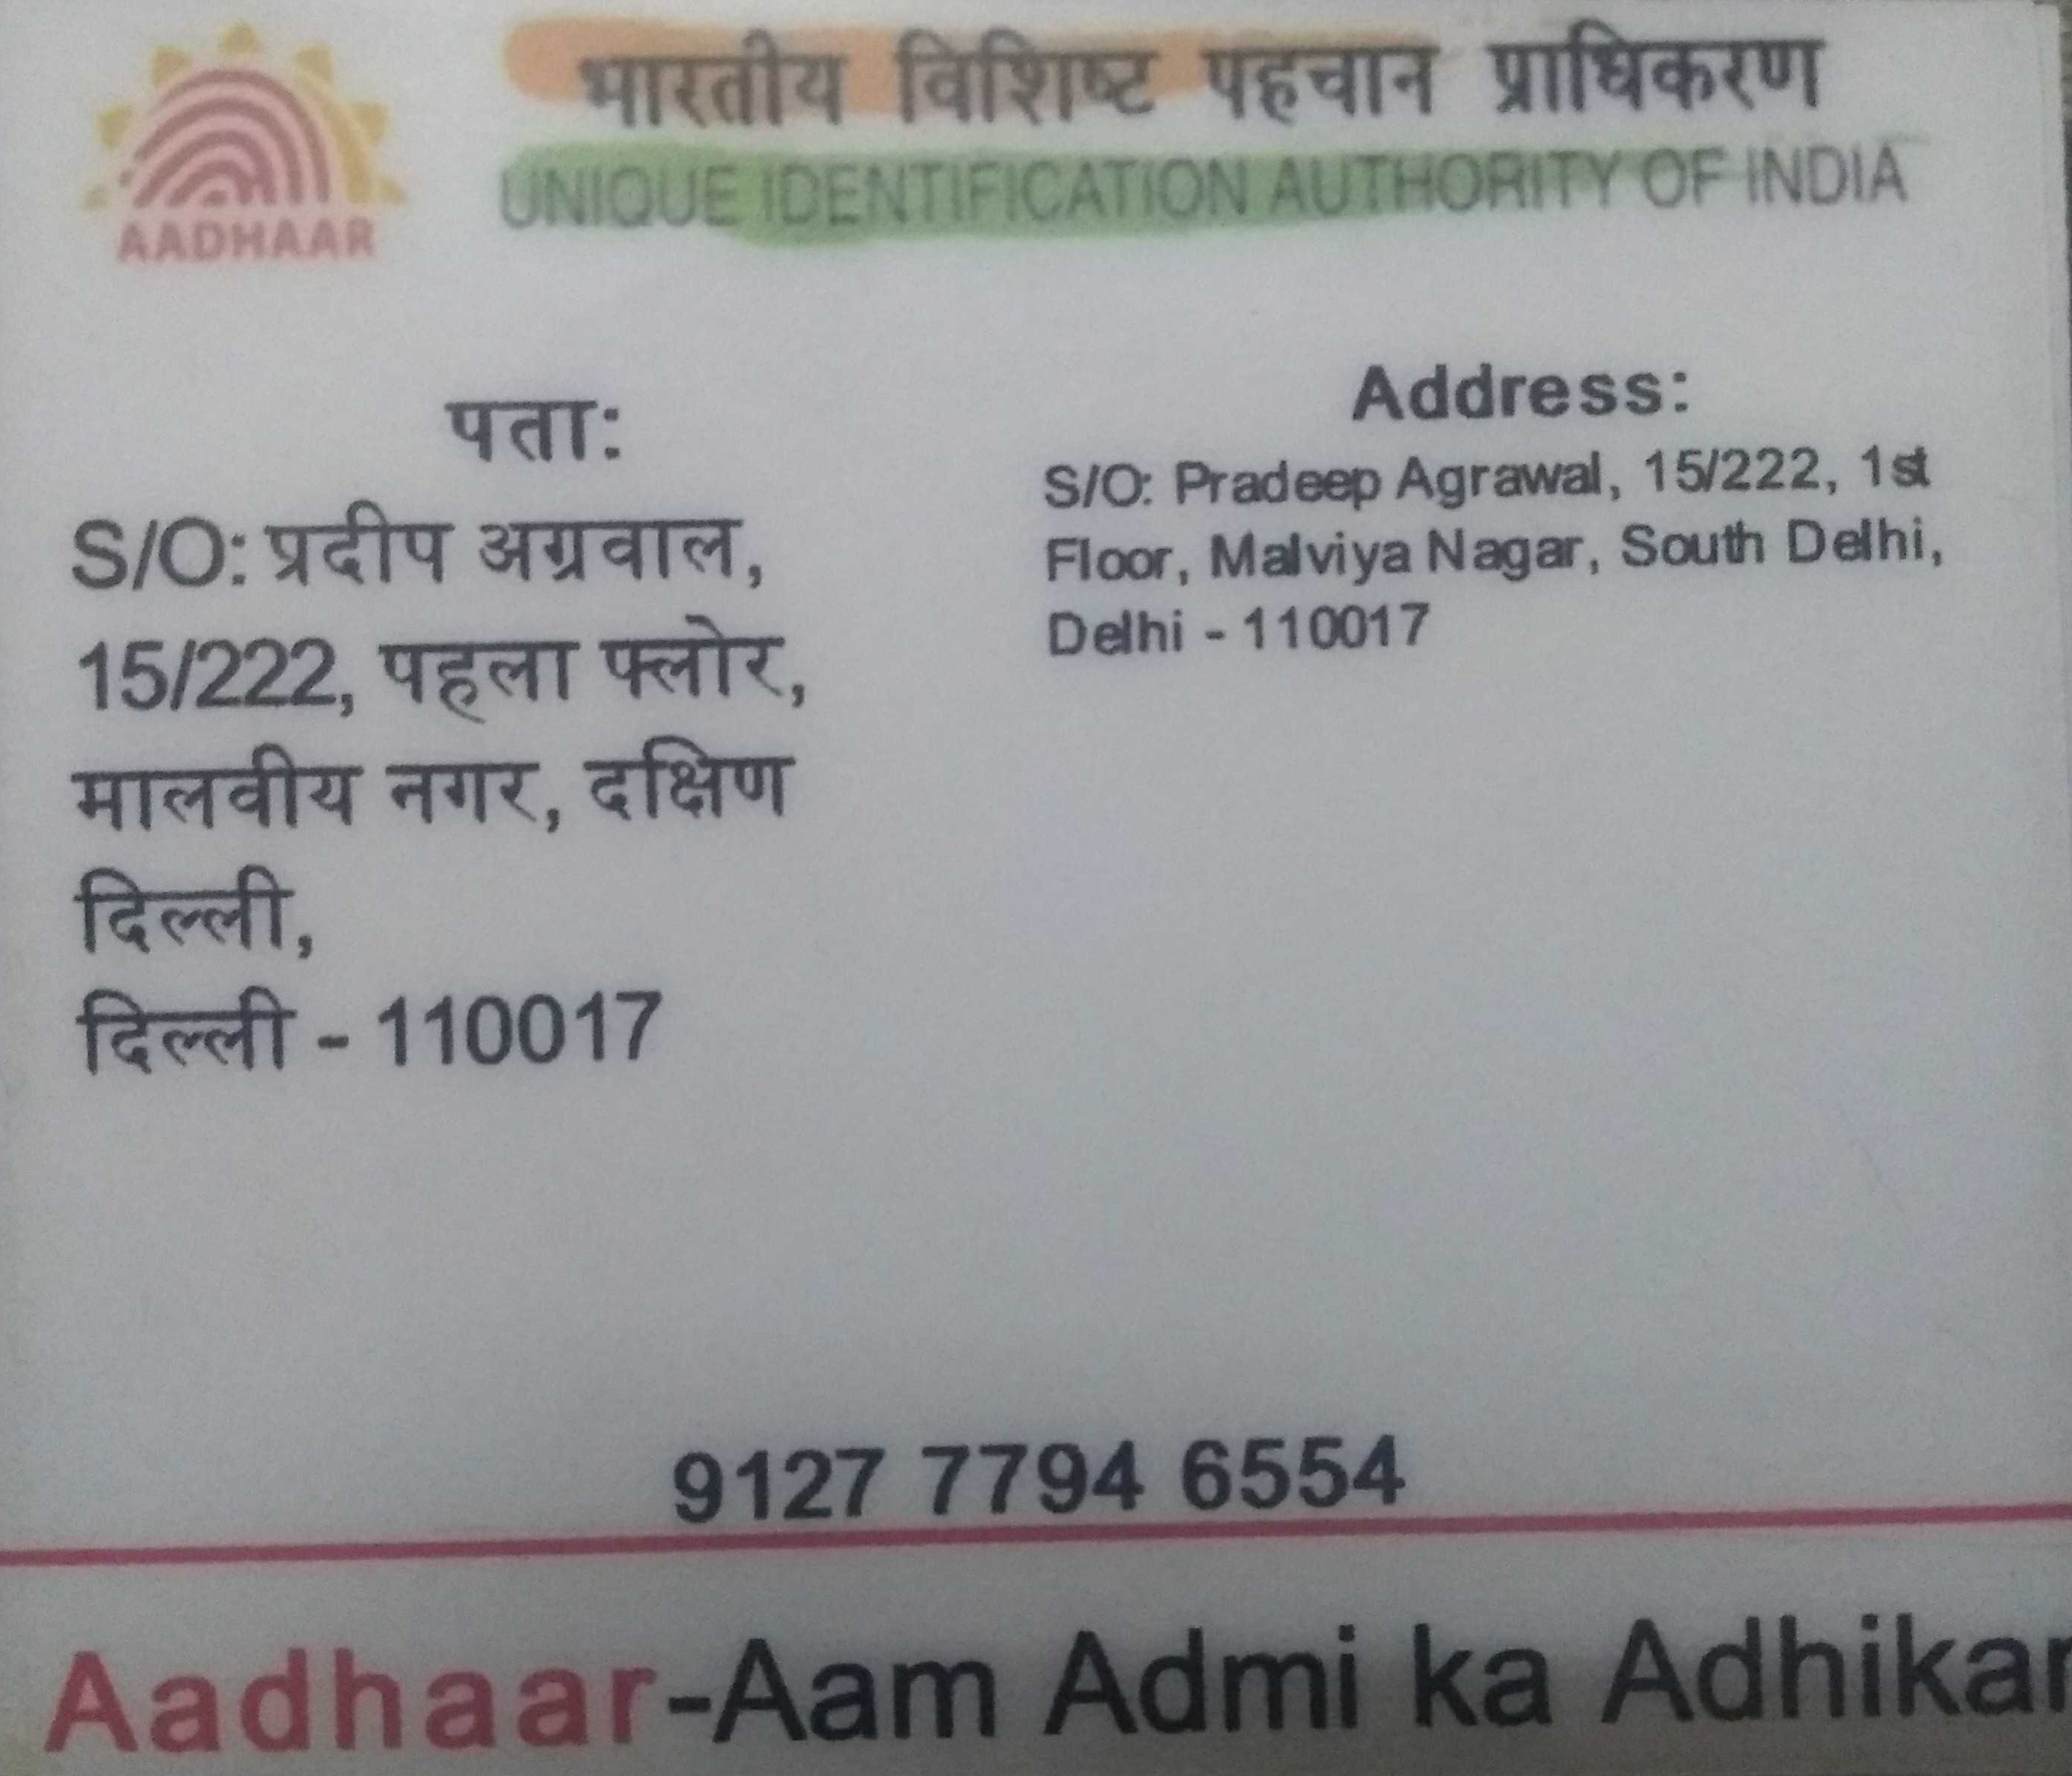 भारतीय विशिष्ट पहचान प्राधिकरण
UNIQUE IDENTIFICATION AUTHORITY OF INDIA
AADHAAR
पता:
S/O: प्रदीप अग्रवाल,
15/222, पहला फ्लोर,
मालवीय नगर, दक्षिण
दिल्ली,
दिल्ली - 110017
Address:
S/O: Pradeep Agrawal, 15/222, 1st
Floor, Malviya Nagar, South Delhi,
Delhi - 110017
9127 7794 6554
Aadhaar-Aam Admi ka Adhikar